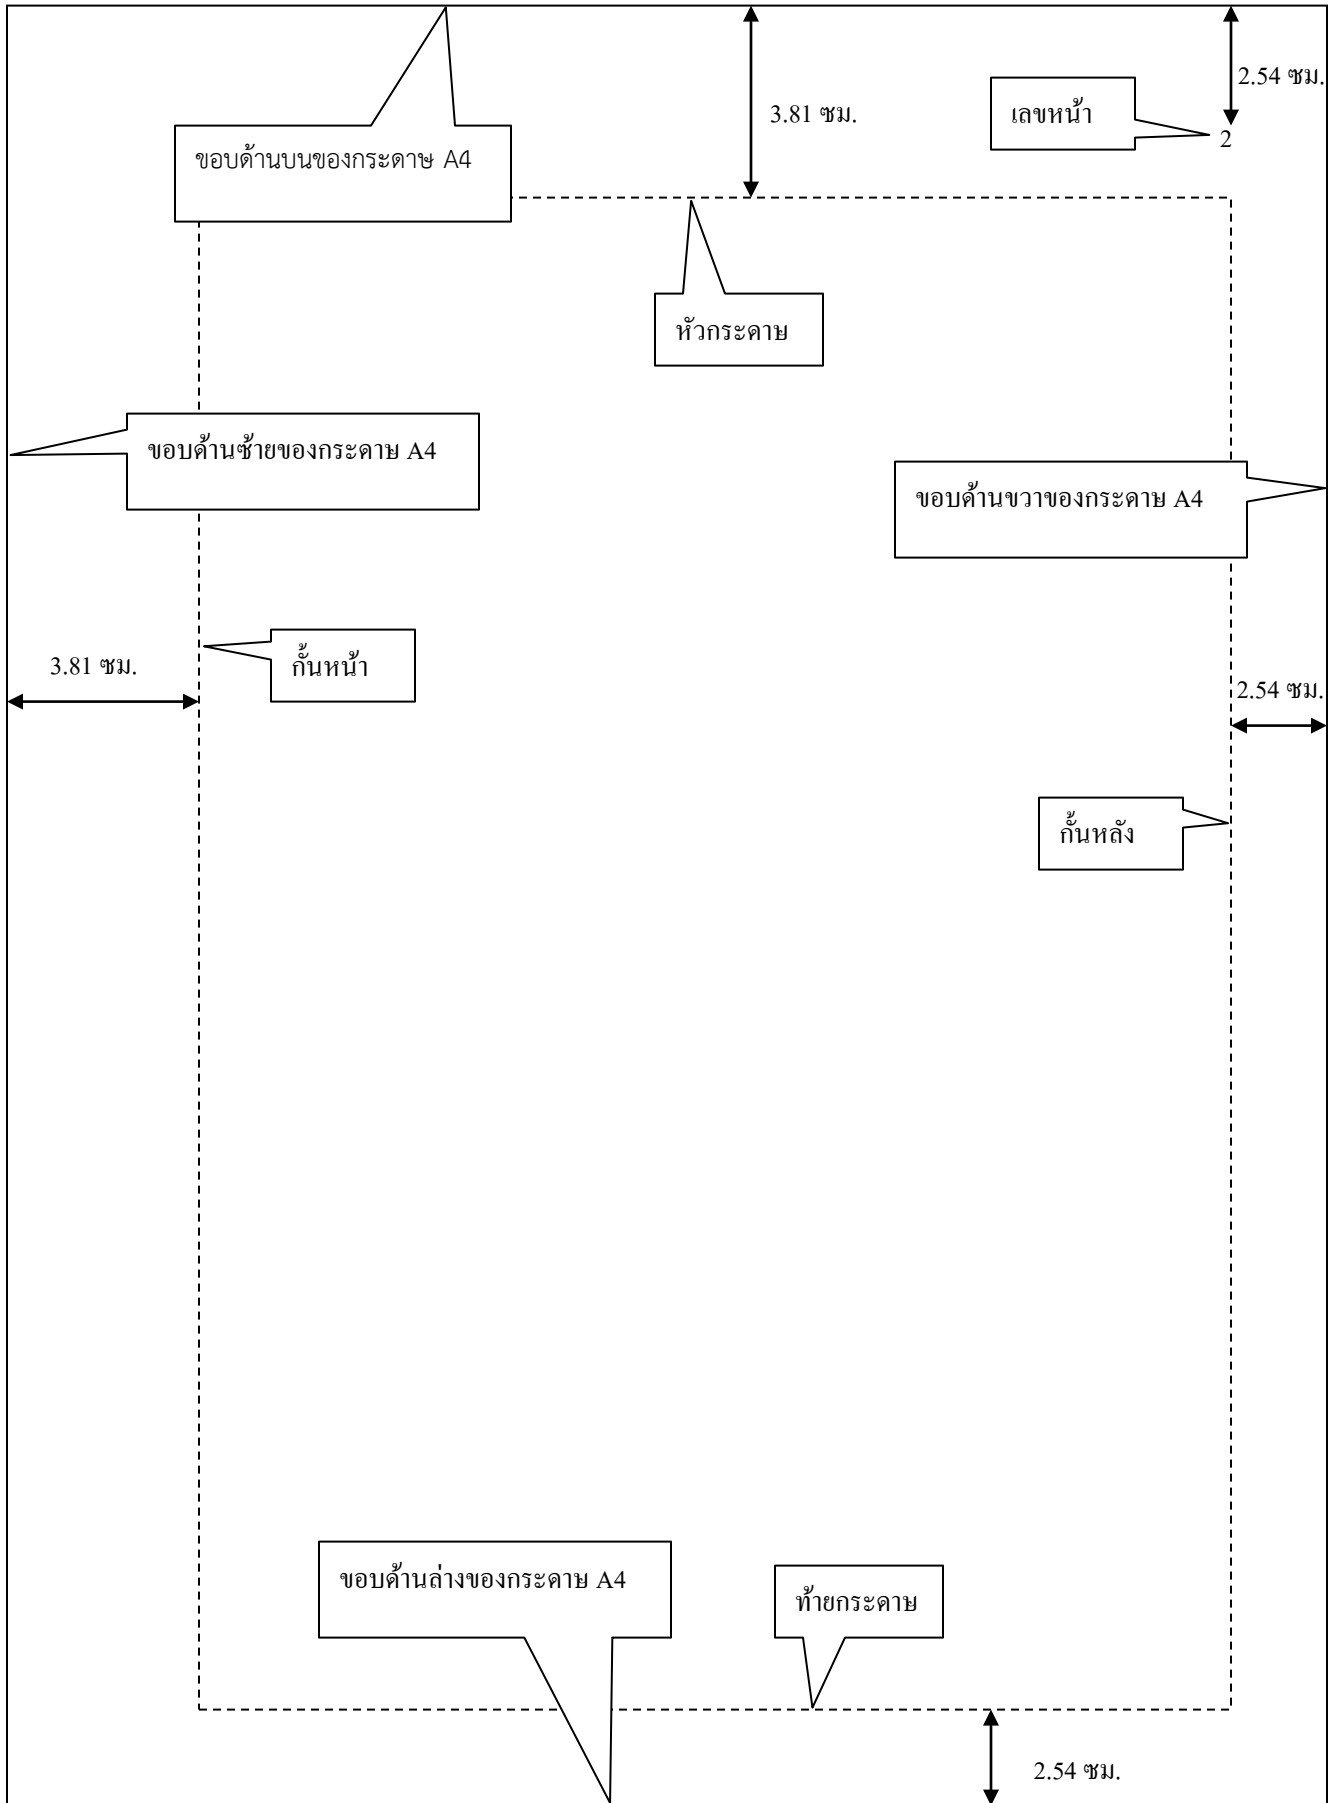 2.54 ซม.
3.81 ซม.
เลขหน้า
2
ขอบด้านบนของกระดาษ A4
หัวกระดาษ
ขอบด้านซ้ายของกระดาษ A4
ขอบด้านขวาของกระดาษ A4
3.81 ซม.
กั้นหน้า
2.54 ซม.
กั้นหลัง
ขอบด้านล่างของกระดาษ A4
ท้ายกระดาษ
2.54 ซม.